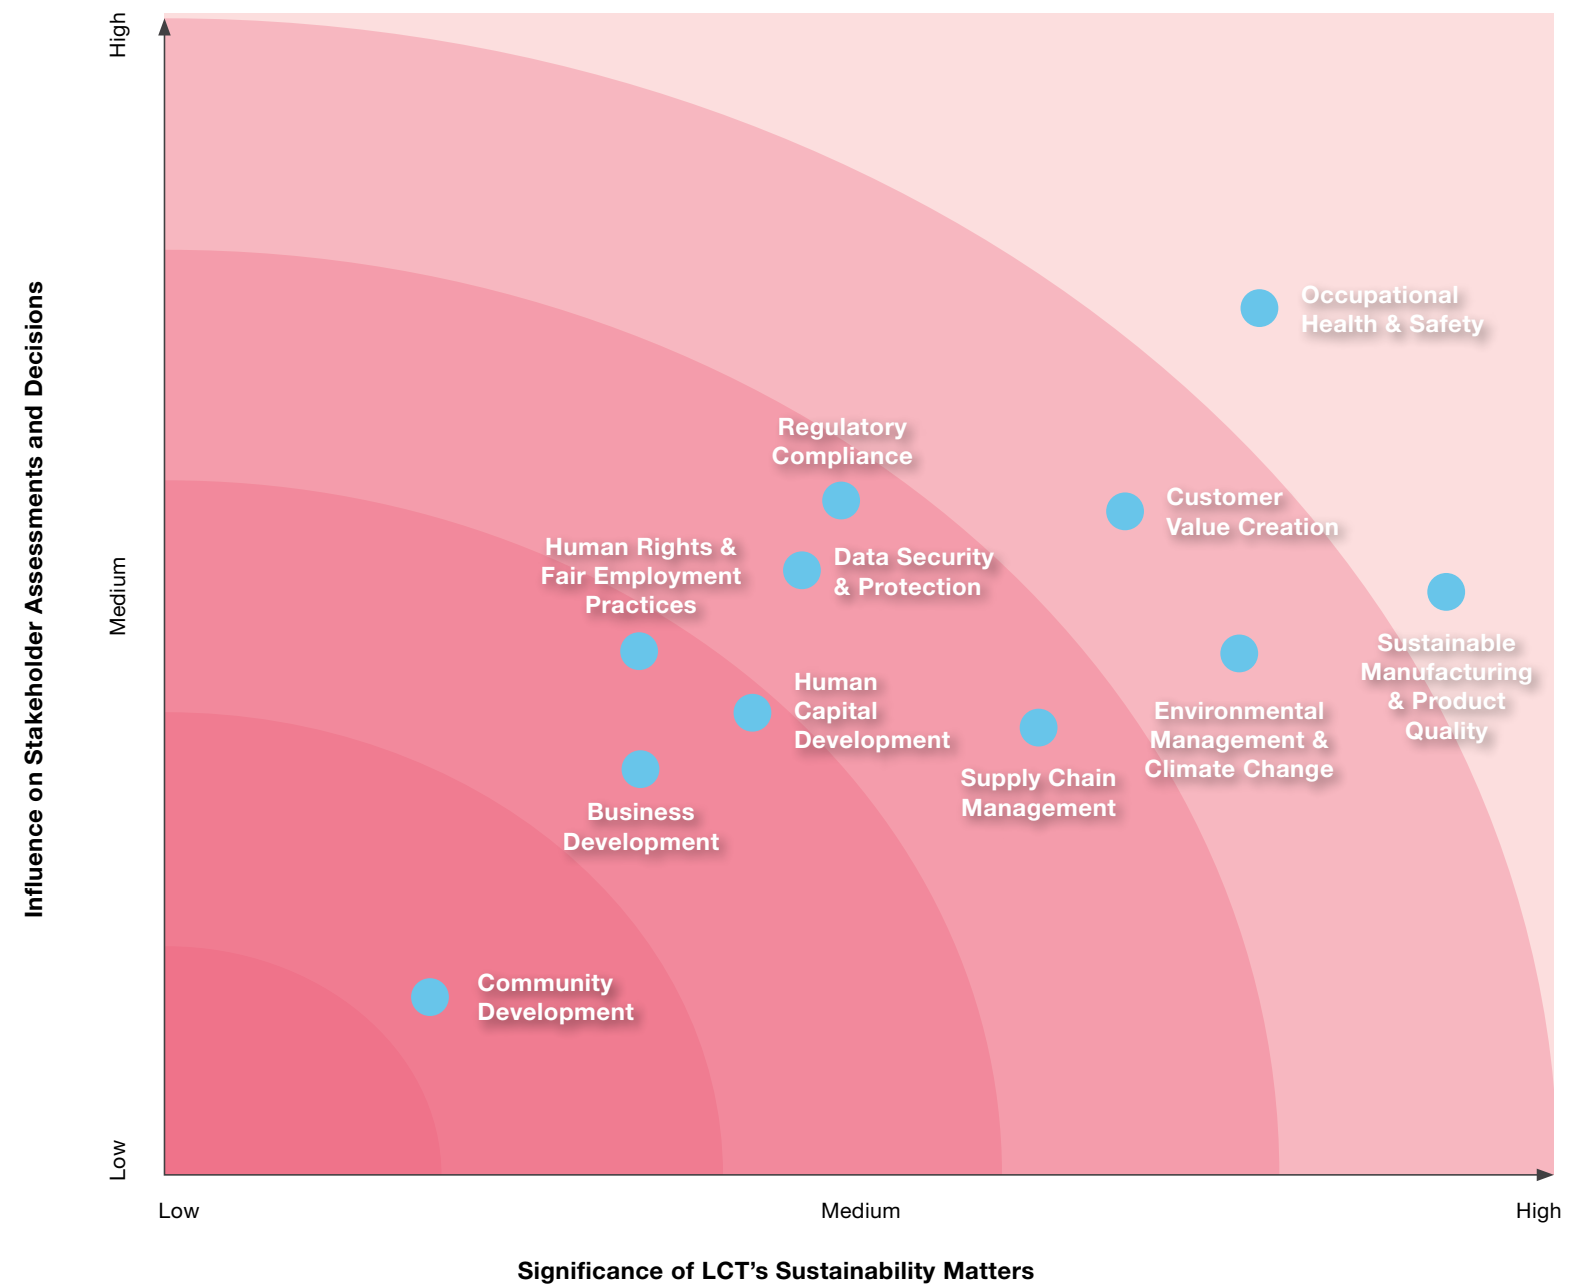 High
Medium
Low
Influence on Stakeholder Assessments and Decisions
Occupational
Health & Safety
Regulatory
Compliance
Customer
Value Creation
Human Rights &
Fair Employment
Practices
Data Security
& Protection
Sustainable
Manufacturing
& Product
Quality
Human
Capital
Development
Environmental
Management &
Climate Change
Supply Chain
Management
Business
Development
Community
Development
Low
Medium
High
Significance of LCT’s Sustainability Matters